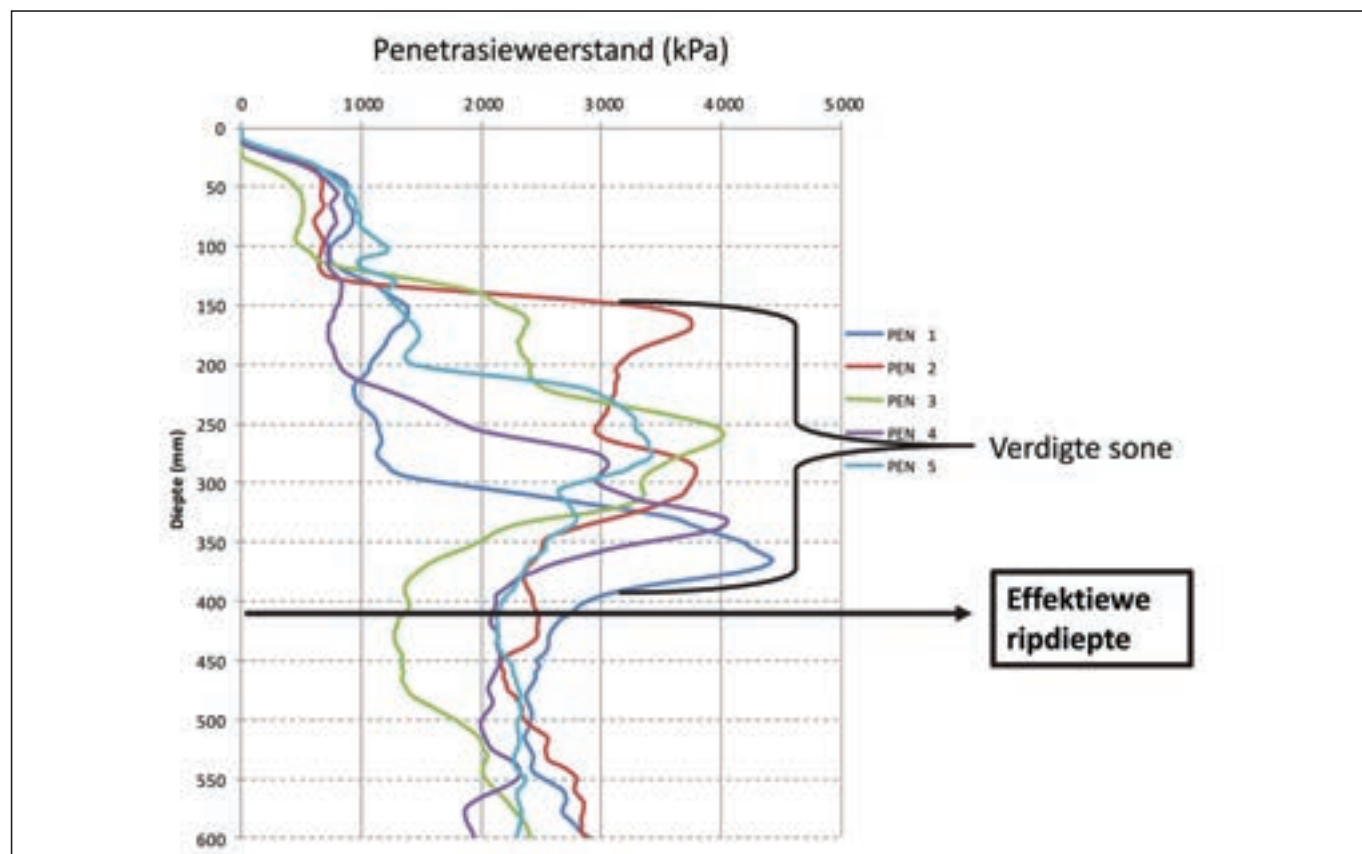 Penetrasieweerstand (kPa)
0 1000 2000 3000 4000 5000
0
50
100
150
200
250
300
350
400
450
500
550
600
Diepte (mm)
PEN 1
PEN 2
PEN 3
PEN 4
PEN 5
Verdigte sone
Effektiewe
ripdiepte